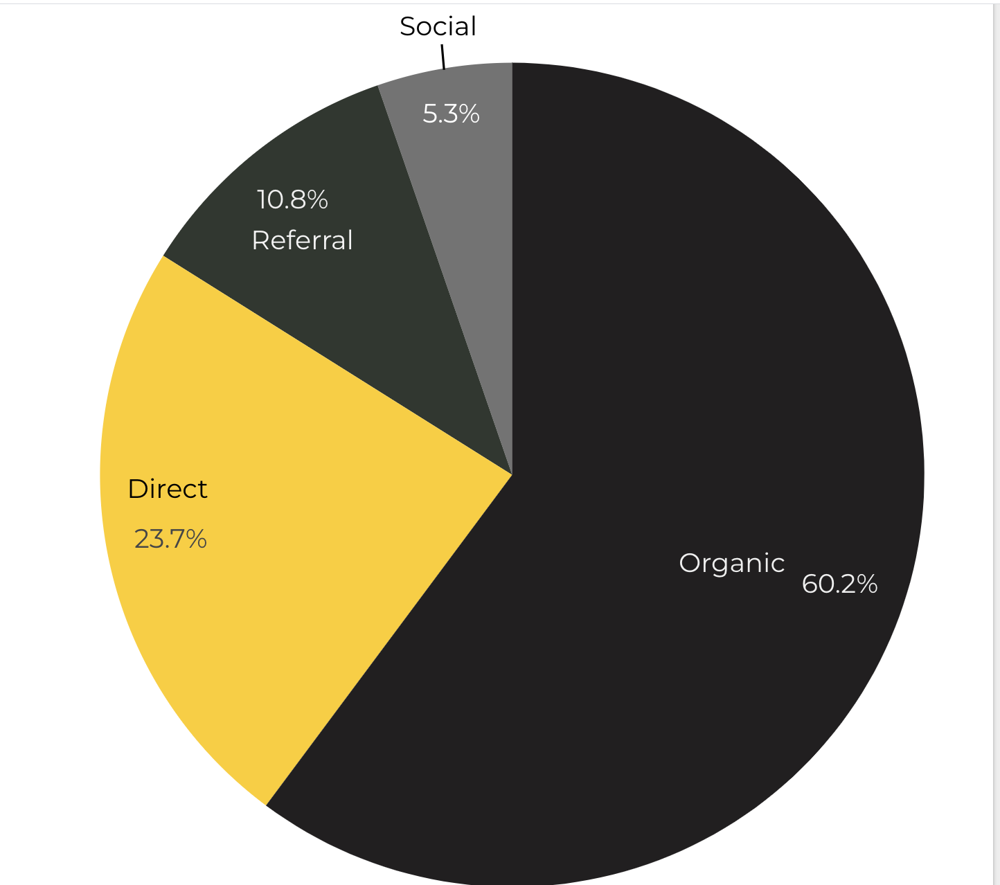 Social
5.3%
10.8%
Referral
Direct
23.7%
Organic
60.2%